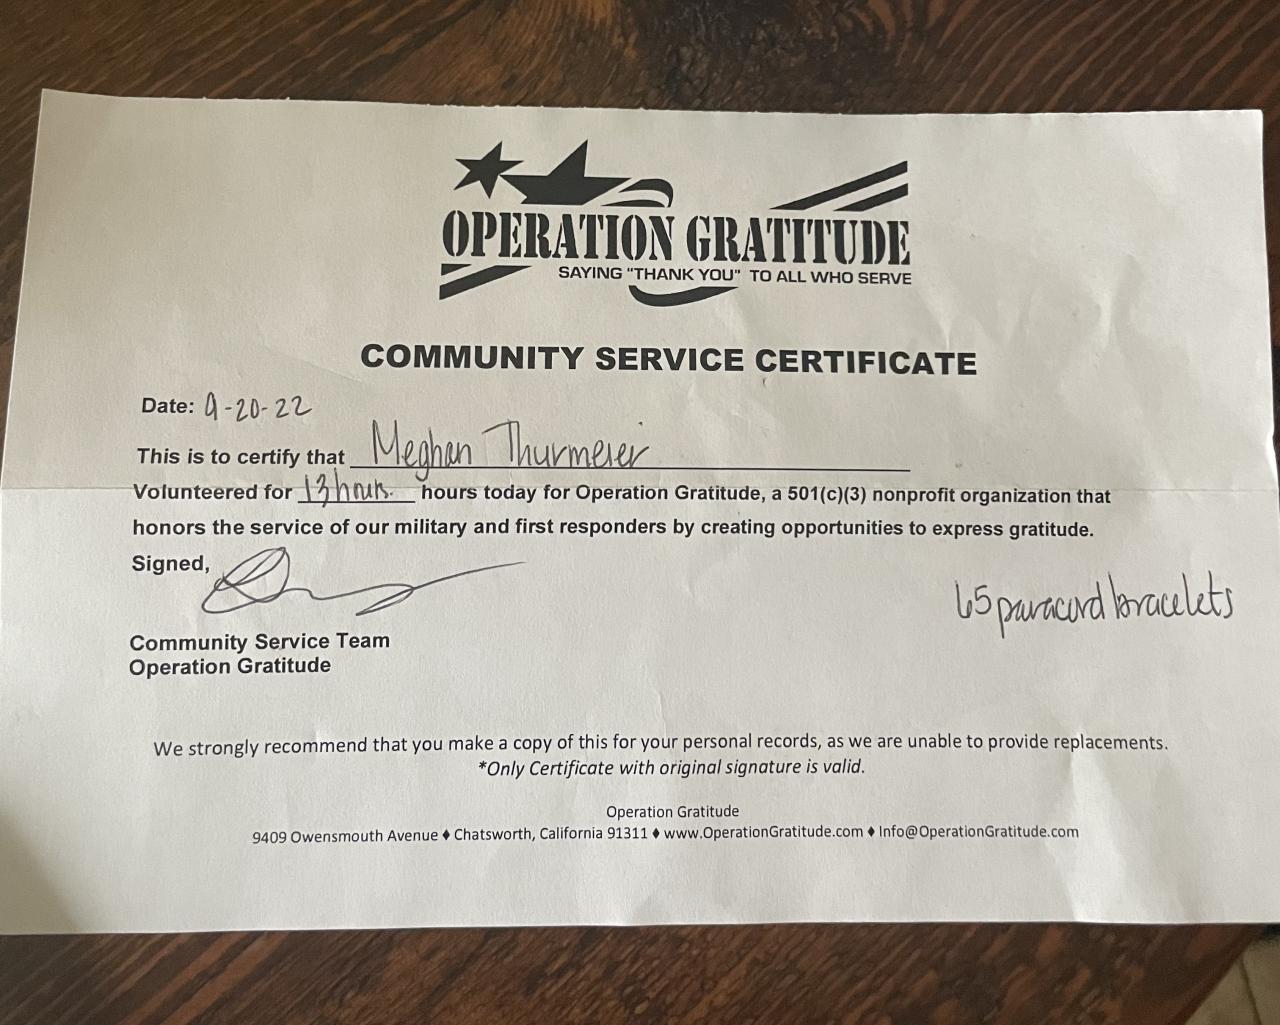 OPERATION GRATITUDE
SAYING "THANK YOU" TO ALL WHO SERVE
COMMUNITY SERVICE CERTIFICATE
Date: 9-20-22
This is to certify that Meghan Thurmeier
Volunteered for 13 hours. hours today for Operation Gratitude, a 501(c)(3) nonprofit organization that
honors the service of our military and first responders by creating opportunities to express gratitude.
Signed,
65 paracord bracelets
Community Service Team
Operation Gratitude
We strongly recommend that you make a copy of this for your personal records, as we are unable to provide replacements.
*Only Certificate with original signature is valid.
Operation Gratitude
9409 Owensmouth Avenue ♦ Chatsworth, California 91311 ♦ www.OperationGratitude.com ♦ Info@OperationGratitude.com